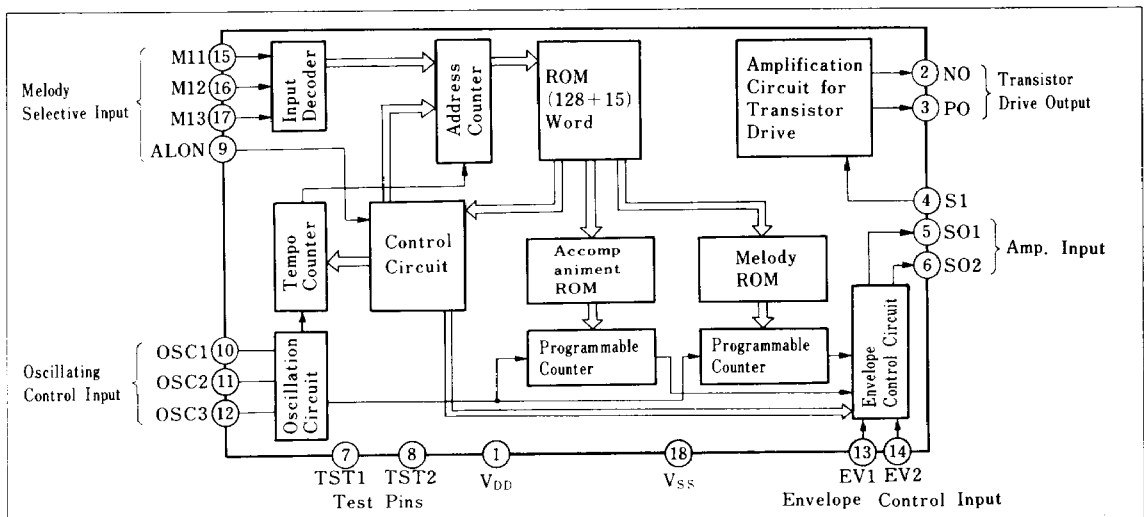 Melody
Selective Input
M11 15
M12 16
M13 17
ALON 9
Input
Decoder
Address
Counter
ROM
(128+15)
Word
Amplification
Circuit for
Transistor
Drive
2 NO
3 PO
Transistor
Drive Output
4 S1
5 SO1
6 SO2
Amp. Input
Tempo
Counter
Control
Circuit
Accomp
animent
ROM
Melody
ROM
Programmable
Counter
Programmable
Counter
Envelope
Control Circuit
Oscillating
Control Input
OSC1 10
OSC2 11
OSC3 12
Oscillation
Circuit
7
TST1
8
TST2
Test Pins
1
VDD
18
VSS
13
EV1
14
EV2
Envelope Control Input